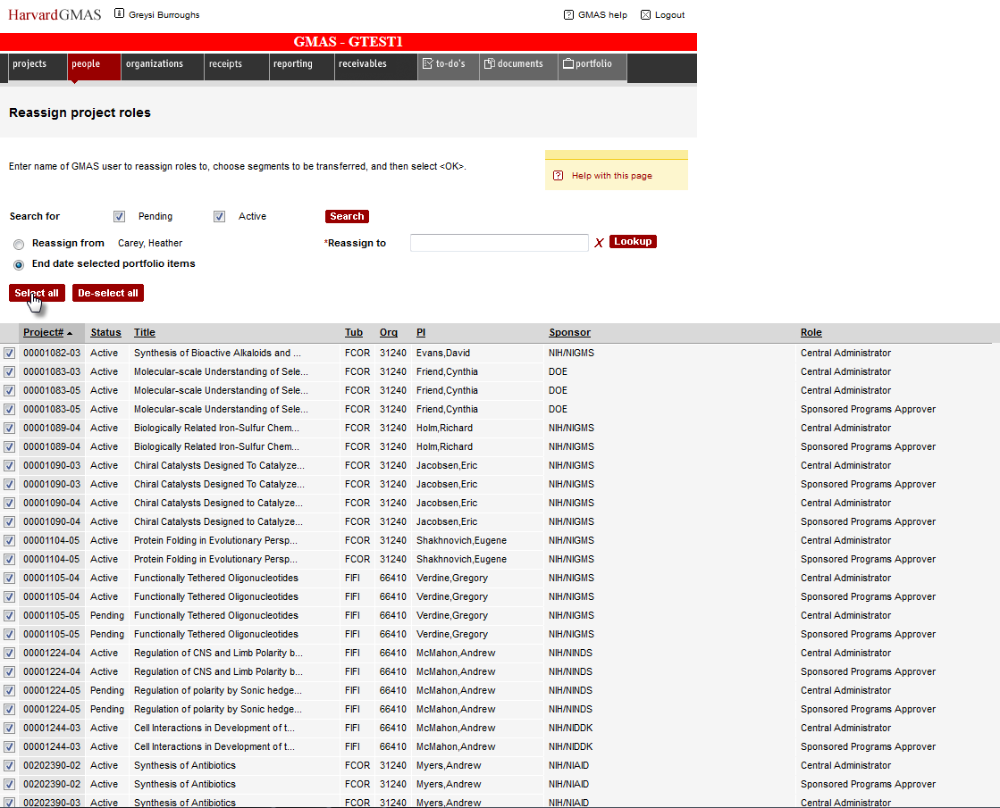 HarvardGMAS Greysi Burroughs GMAS help Logout
GMAS - GTEST1
projects people organizations receipts reporting receivables to-do's documents portfolio
Reassign project roles
Enter name of GMAS user to reassign roles to, choose segments to be transferred, and then select <OK>.
Help with this page
Search for Pending Active Search
Reassign from Carey, Heather *Reassign to X Lookup
End date selected portfolio items
Select all De-select all
Project# Status Title Tub Org PI Sponsor Role
00001082-03 Active Synthesis of Bioactive Alkaloids and ... FCOR 31240 Evans,David NIH/NIGMS Central Administrator
00001083-03 Active Molecular-scale Understanding of Sele... FCOR 31240 Friend,Cynthia DOE Central Administrator
00001083-05 Active Molecular-scale Understanding of Sele... FCOR 31240 Friend,Cynthia DOE Central Administrator
00001083-05 Active Molecular-scale Understanding of Sele... FCOR 31240 Friend,Cynthia DOE Sponsored Programs Approver
00001089-04 Active Biologically Related Iron-Sulfur Chem... FCOR 31240 Holm,Richard NIH/NIGMS Central Administrator
00001089-04 Active Biologically Related Iron-Sulfur Chem... FCOR 31240 Holm,Richard NIH/NIGMS Sponsored Programs Approver
00001090-03 Active Chiral Catalysts Designed To Catalyze... FCOR 31240 Jacobsen,Eric NIH/NIGMS Central Administrator
00001090-03 Active Chiral Catalysts Designed To Catalyze... FCOR 31240 Jacobsen,Eric NIH/NIGMS Sponsored Programs Approver
00001090-04 Active Chiral Catalysts Designed to Catalyze... FCOR 31240 Jacobsen,Eric NIH/NIGMS Central Administrator
00001090-04 Active Chiral Catalysts Designed to Catalyze... FCOR 31240 Jacobsen,Eric NIH/NIGMS Sponsored Programs Approver
00001104-05 Active Protein Folding in Evolutionary Persp... FCOR 31240 Shakhnovich,Eugene NIH/NIGMS Central Administrator
00001104-05 Active Protein Folding in Evolutionary Persp... FCOR 31240 Shakhnovich,Eugene NIH/NIGMS Sponsored Programs Approver
00001105-04 Active Functionally Tethered Oligonucleotides FIFI 66410 Verdine,Gregory NIH/NIGMS Central Administrator
00001105-04 Active Functionally Tethered Oligonucleotides FIFI 66410 Verdine,Gregory NIH/NIGMS Sponsored Programs Approver
00001105-05 Pending Functionally Tethered Oligonucleotides FIFI 66410 Verdine,Gregory NIH/NIGMS Central Administrator
00001105-05 Pending Functionally Tethered Oligonucleotides FIFI 66410 Verdine,Gregory NIH/NIGMS Sponsored Programs Approver
00001224-04 Active Regulation of CNS and Limb Polarity b... FIFI 66410 McMahon,Andrew NIH/NINDS Central Administrator
00001224-04 Active Regulation of CNS and Limb Polarity b... FIFI 66410 McMahon,Andrew NIH/NINDS Sponsored Programs Approver
00001224-05 Pending Regulation of polarity by Sonic hedge... FIFI 66410 McMahon,Andrew NIH/NINDS Central Administrator
00001224-05 Pending Regulation of polarity by Sonic hedge... FIFI 66410 McMahon,Andrew NIH/NINDS Sponsored Programs Approver
00001244-03 Active Cell Interactions in Development of t... FIFI 66410 McMahon,Andrew NIH/NIDDK Central Administrator
00001244-03 Active Cell Interactions in Development of t... FIFI 66410 McMahon,Andrew NIH/NIDDK Sponsored Programs Approver
00202390-02 Active Synthesis of Antibiotics FCOR 31240 Myers,Andrew NIH/NIAID Central Administrator
00202390-02 Active Synthesis of Antibiotics FCOR 31240 Myers,Andrew NIH/NIAID Sponsored Programs Approver
00202390-03 Active Synthesis of Antibiotics FCOR 31240 Myers,Andrew NIH/NIAID Central Administrator